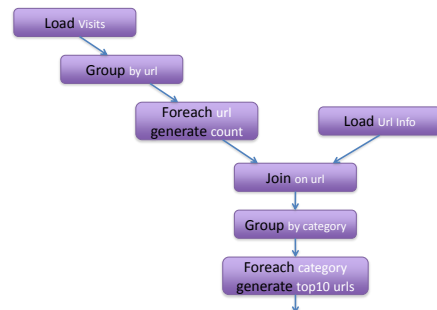 Load Visits
Group by url
Foreach url
generate count
Load Url Info
Join on url
Group by category
Foreach category
generate top10 urls